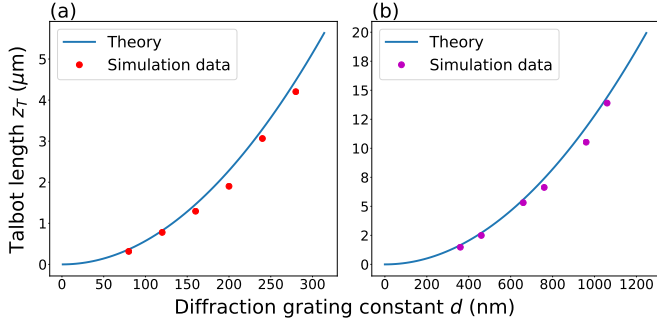 (a)
Theory
Simulation data
Talbot length z_T (μm)
5
4
3
2
1
0
0 50 100 150 200 250 300
(b)
Theory
Simulation data
20
18
15
12
10
8
5
2
0
0 200 400 600 800 1000 1200
Diffraction grating constant d (nm)